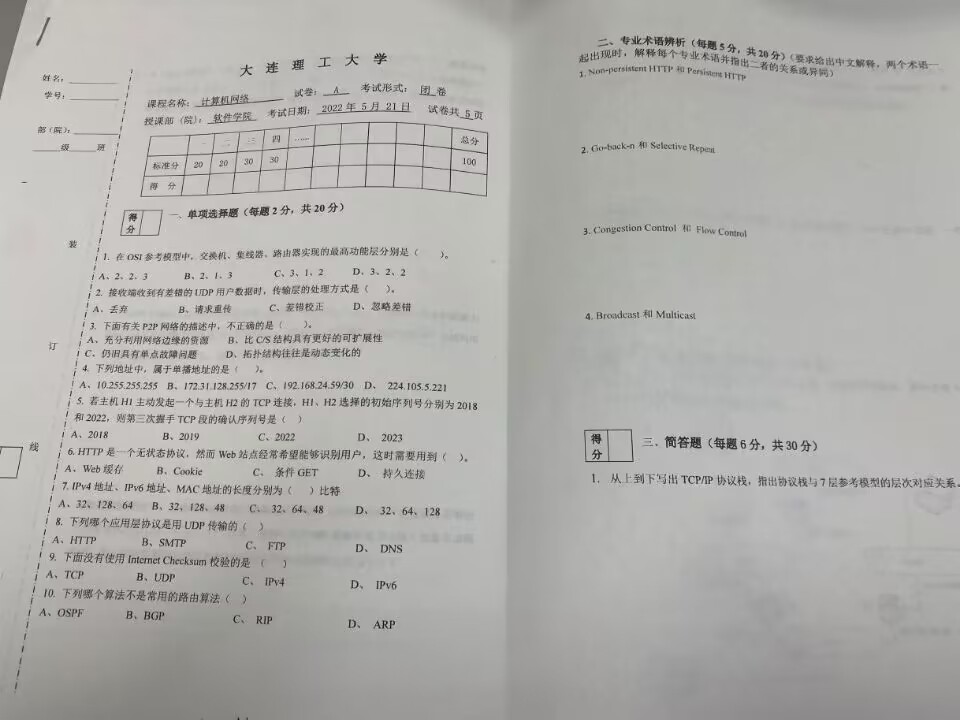 大 连 理 工 大 学
姓名：
学号：
部（院）：
级 班
装
订
线
课程名称： 计算机网络 试卷： A 考试形式： 闭 卷
授课部（院）： 软件学院 考试日期： 2022 年 5 月 21 日 试卷共 5 页
一 二 三 四 …… 总分
标准分 20 20 30 30 100
得 分
得分
一、单项选择题（每题 2 分，共 20 分）
1. 在 OSI 参考模型中，交换机、集线器、路由器实现的最高功能层分别是（ ）。
A、2、2、3 B、2、1、3 C、3、1、2 D、3、2、2
2. 接收端收到有差错的 UDP 用户数据时，传输层的处理方式是（ ）。
A、丢弃 B、请求重传 C、差错校正 D、忽略差错
3. 下面有关 P2P 网络的描述中，不正确的是（ ）。
A、充分利用网络边缘的资源 B、比 C/S 结构具有更好的可扩展性
C、仍旧具有单点故障问题 D、拓扑结构往往是动态变化的
4. 下列地址中，属于单播地址的是（ ）。
A、10.255.255.255 B、172.31.128.255/17 C、192.168.24.59/30 D、 224.105.5.221
5. 若主机 H1 主动发起一个与主机 H2 的 TCP 连接，H1、H2 选择的初始序列号分别为 2018
和 2022，则第三次握手 TCP 段的确认序列号是（ ）
A、2018 B、2019 C、2022 D、 2023
6. HTTP 是一个无状态协议，然而 Web 站点经常希望能够识别用户，这时需要用到（ ）。
A、Web 缓存 B、Cookie C、 条件 GET D、 持久连接
7. IPv4 地址、IPv6 地址、MAC 地址的长度分别为（ ）比特
A、32、128、64 B、32、128、48 C、 32、64、48 D、 32、64、128
8. 下列哪个应用层协议是用 UDP 传输的（ ）
A、HTTP B、SMTP C、 FTP D、 DNS
9. 下面没有使用 Internet Checksum 校验的是 （ ）
A、TCP B、UDP C、 IPv4 D、 IPv6
10. 下列哪个算法不是常用的路由算法（ ）
A、OSPF B、BGP C、 RIP D、 ARP
二、专业术语辨析（每题 5 分，共 20 分）（要求给出中文解释，两个术语一
起出现时，解释每个专业术语并指出二者的关系或异同）
1. Non-persistent HTTP 和 Persistent HTTP
2. Go-back-n 和 Selective Repeat
3. Congestion Control 和 Flow Control
4. Broadcast 和 Multicast
得分
三、简答题（每题 6 分，共 30 分）
1. 从上到下写出 TCP/IP 协议栈，指出协议栈与 7 层参考模型的层次对应关系。